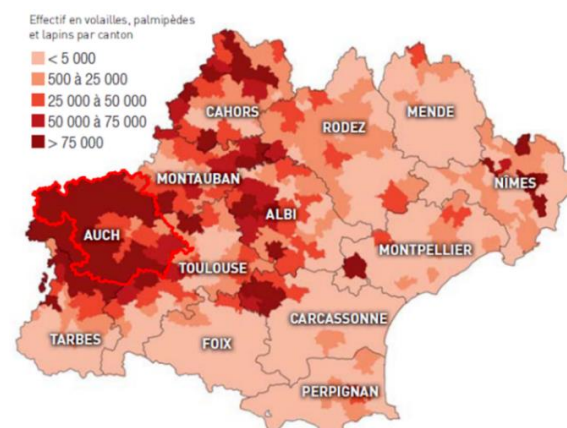 Effectif en volailles, palmipèdes
et lapins par canton
< 5 000
500 à 25 000
25 000 à 50 000
50 000 à 75 000
> 75 000
CAHORS
RODEZ
MENDE
MONTAUBAN
NÎMES
AUCH
ALBI
TOULOUSE
MONTPELLIER
CARCASSONNE
TARBES
FOIX
PERPIGNAN